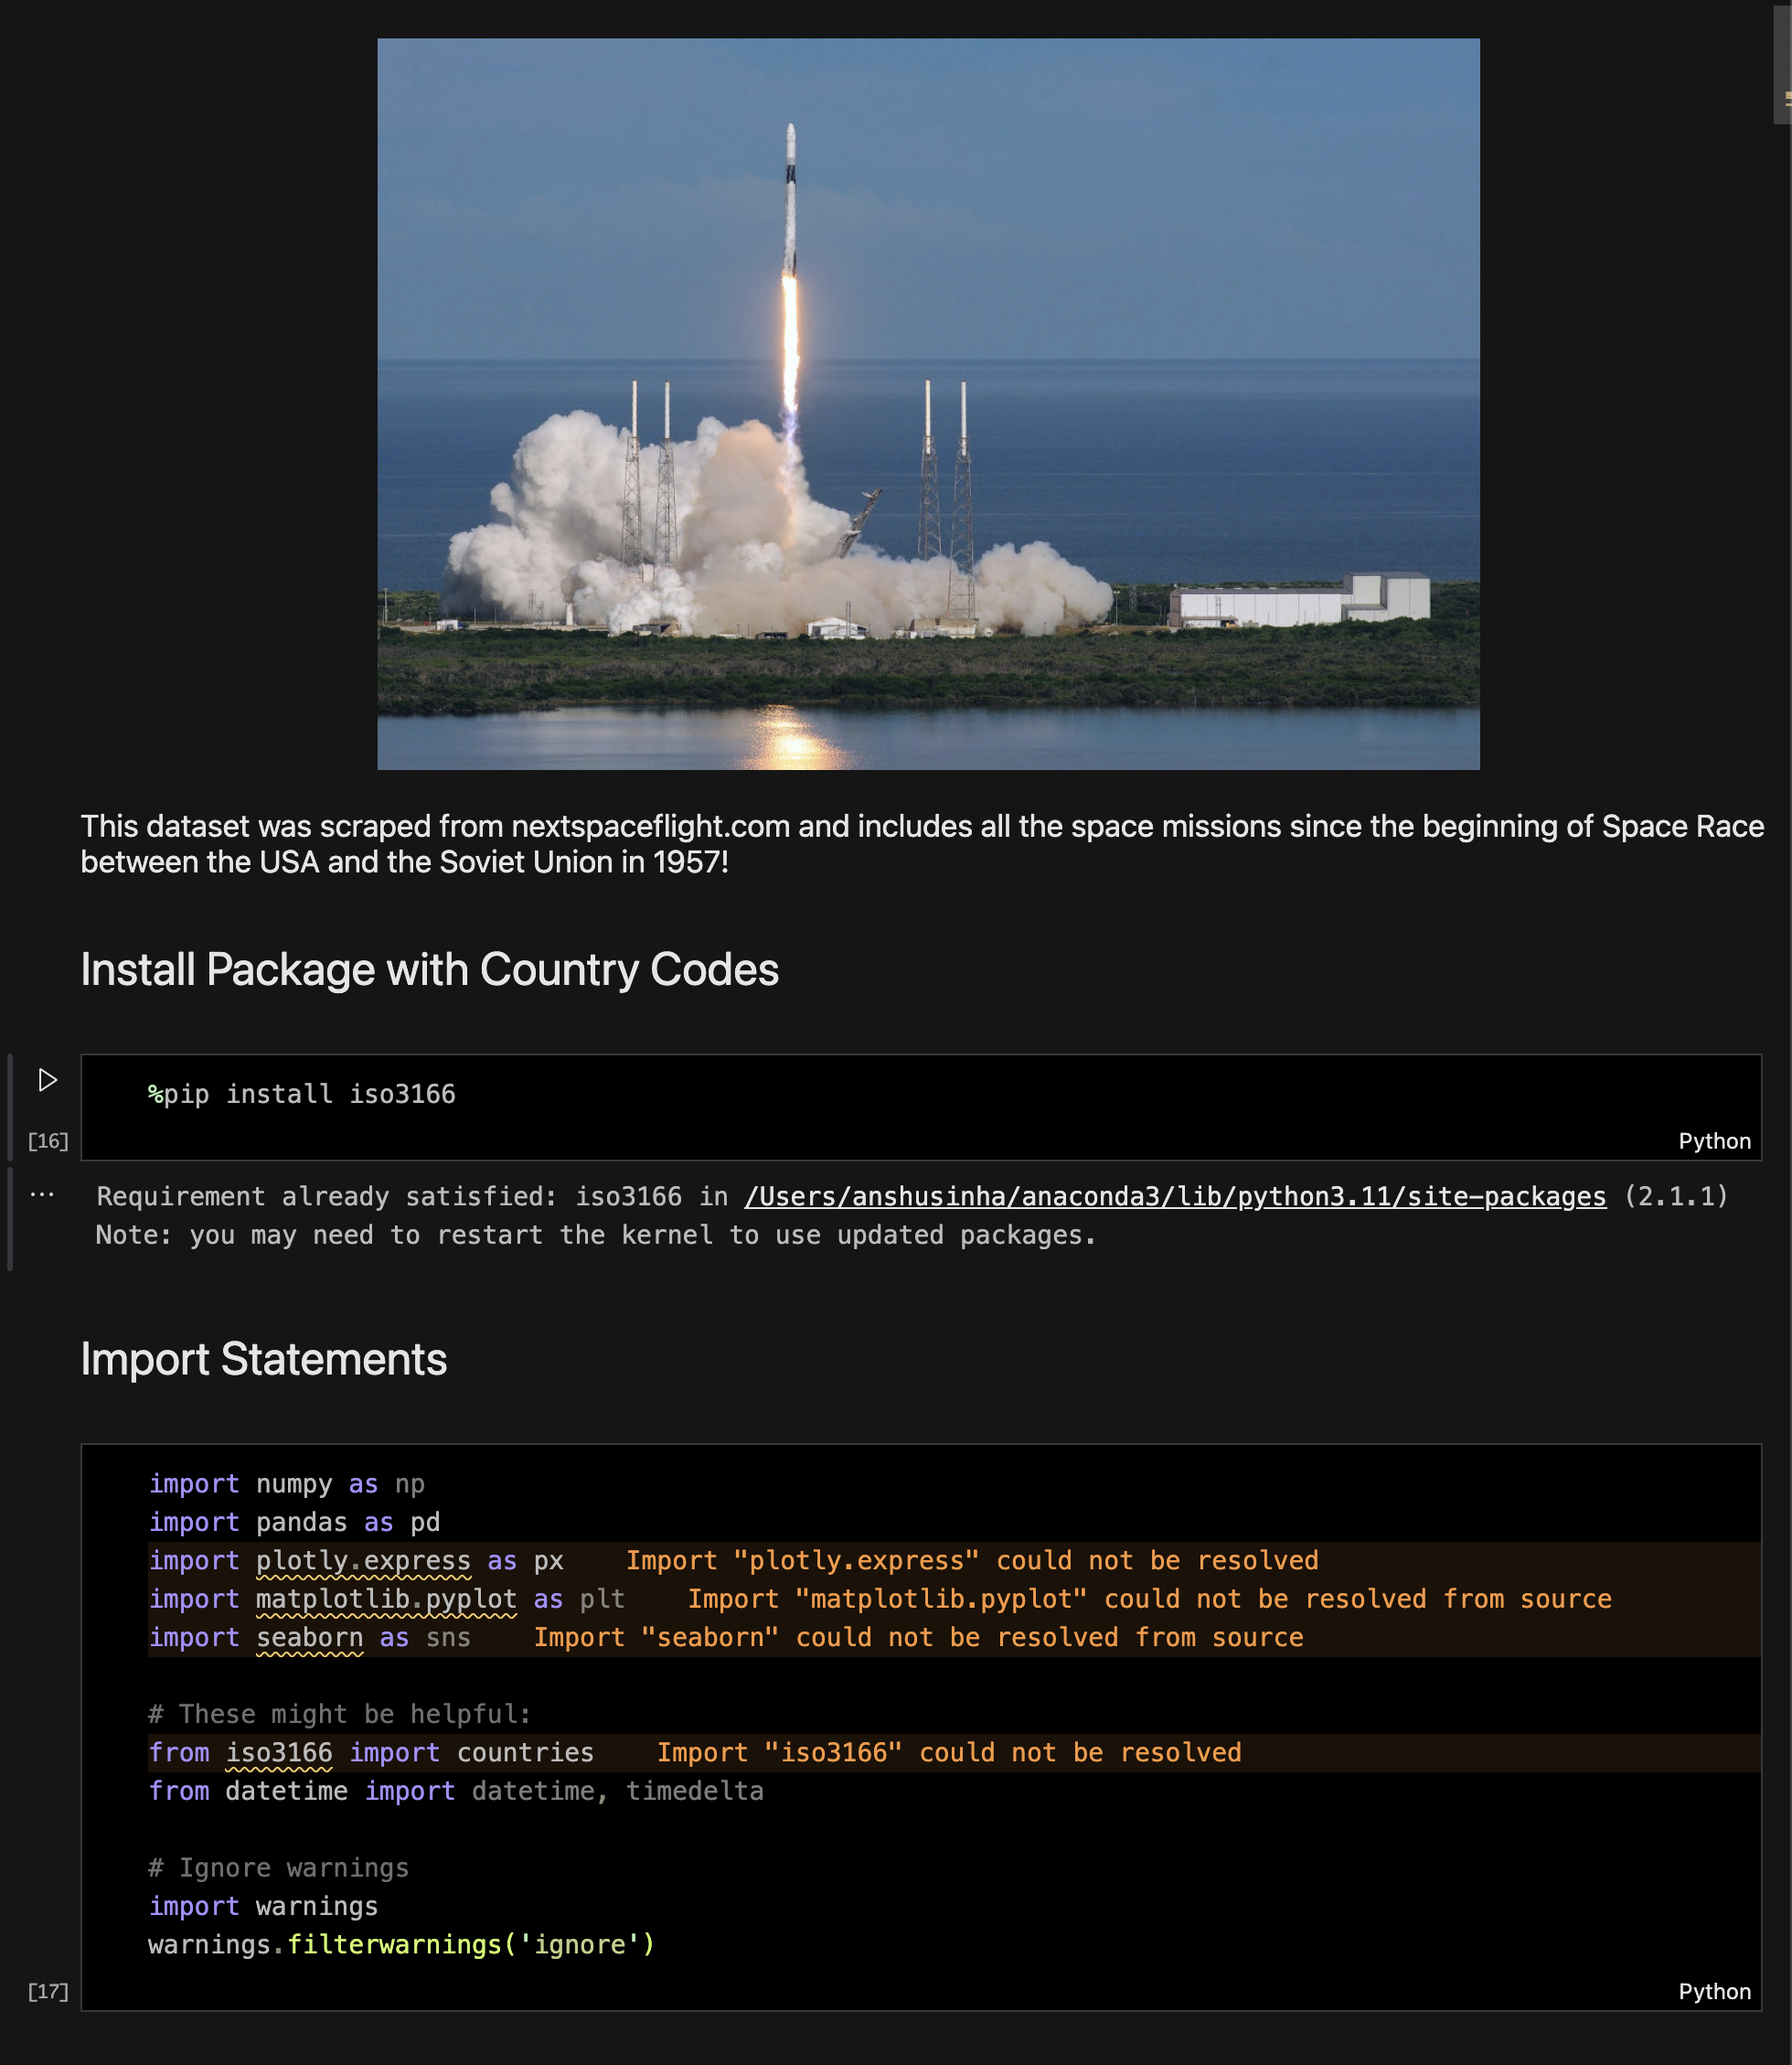 This dataset was scraped from nextspaceflight.com and includes all the space missions since the beginning of Space Race
between the USA and the Soviet Union in 1957!
Install Package with Country Codes
%pip install iso3166
[16]
Python
Requirement already satisfied: iso3166 in /Users/anshusinha/anaconda3/lib/python3.11/site-packages (2.1.1)
Note: you may need to restart the kernel to use updated packages.
Import Statements
import numpy as np
import pandas as pd
import plotly.express as px Import "plotly.express" could not be resolved
import matplotlib.pyplot as plt Import "matplotlib.pyplot" could not be resolved from source
import seaborn as sns Import "seaborn" could not be resolved from source
# These might be helpful:
from iso3166 import countries Import "iso3166" could not be resolved
from datetime import datetime, timedelta
# Ignore warnings
import warnings
warnings.filterwarnings('ignore')
[17]
Python